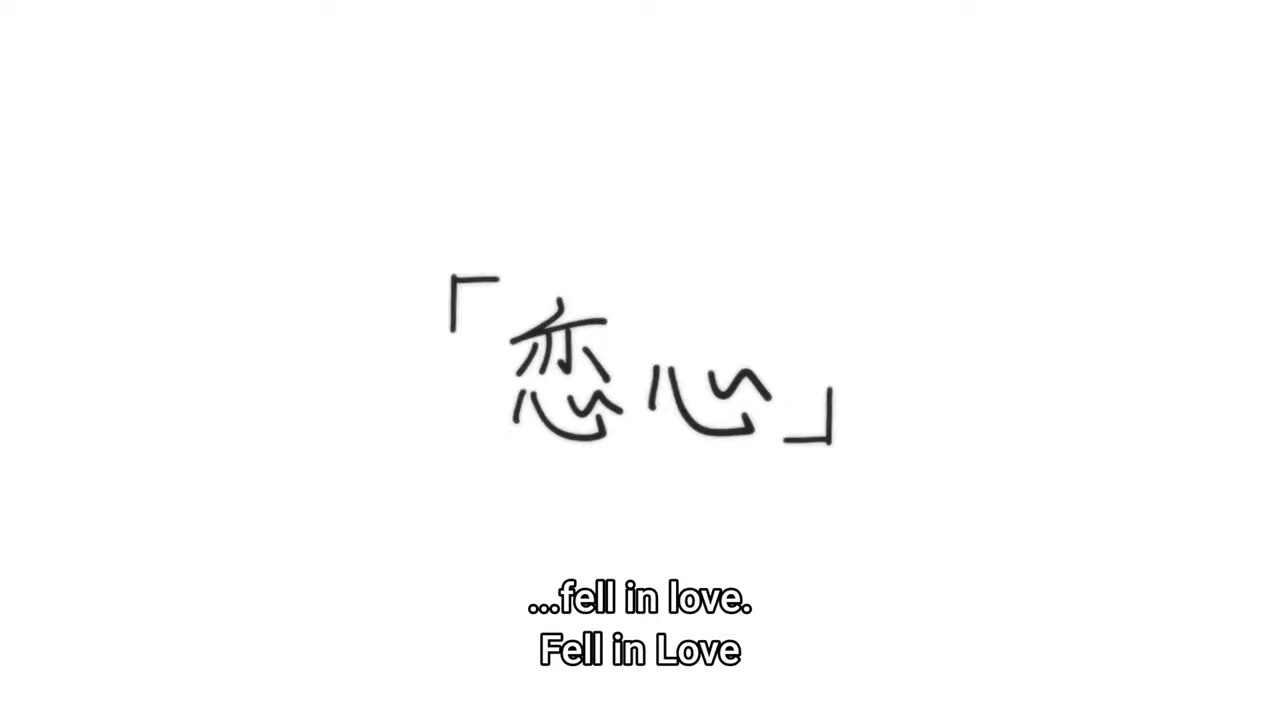 「恋心」
...fell in love.
Fell in Love